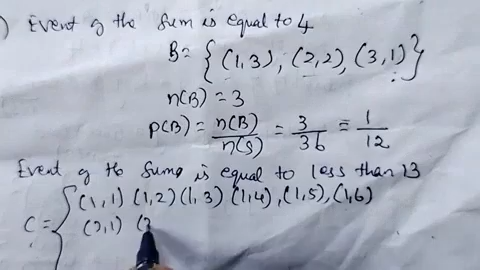 ) Event of the Sum is equal to 4
B = { (1,3), (2,2), (3,1) }
n(B) = 3
P(B) = n(B)/n(S) = 3/36 = 1/12
Event of the Sums is equal to less than 13
C = { (1,1) (1,2) (1,3) (1,4), (1,5), (1,6)
(2,1) (2